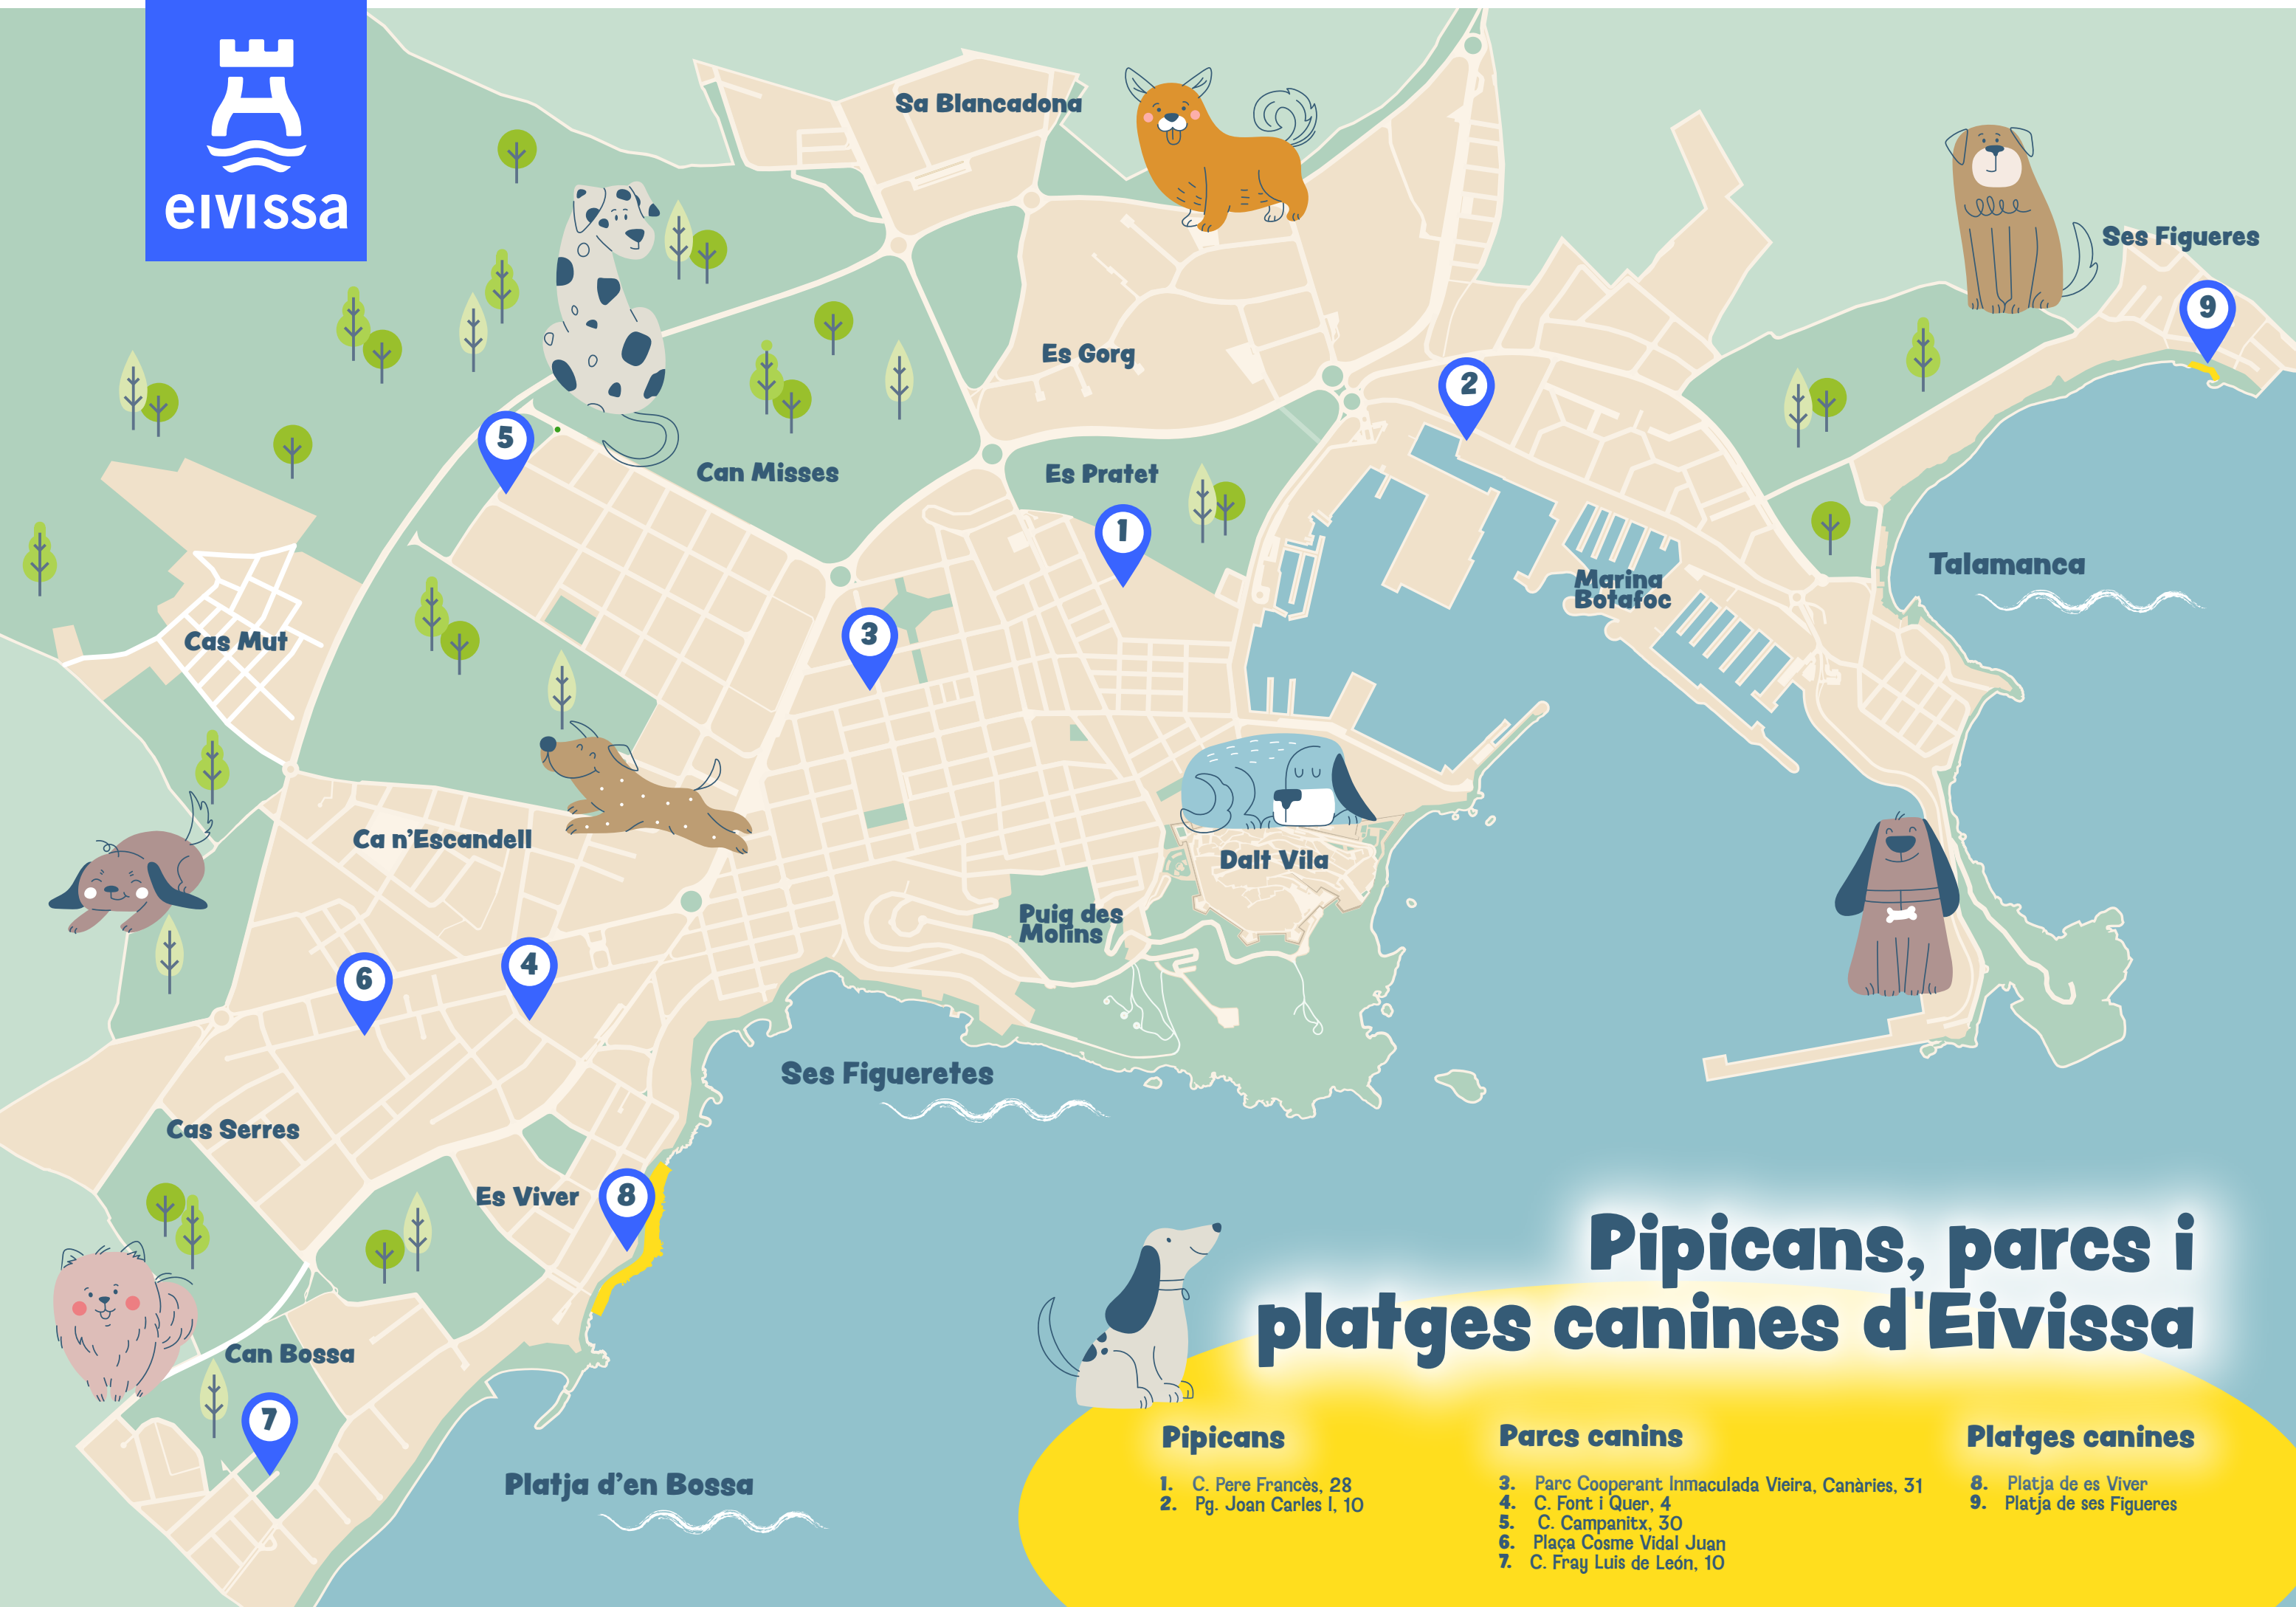 eivissa
Sa Blancadona
Ses Figueres
9
Es Gorg
2
5
Can Misses
Es Pratet
1
Talamanca
Marina
Botafoc
3
Cas Mut
Ca n’Escandell
Dalt Vila
Puig des
Molins
6
4
Ses Figueretes
Cas Serres
Es Viver
8
Can Bossa
7
Platja d’en Bossa
Pipicans, parcs i
platges canines d'Eivissa
Pipicans
1. C. Pere Francès, 28
2. Pg. Joan Carles I, 10
Parcs canins
3. Parc Cooperant Inmaculada Vieira, Canàries, 31
4. C. Font i Quer, 4
5. C. Campanitx, 30
6. Plaça Cosme Vidal Juan
7. C. Fray Luis de León, 10
Platges canines
8. Platja de es Viver
9. Platja de ses Figueres